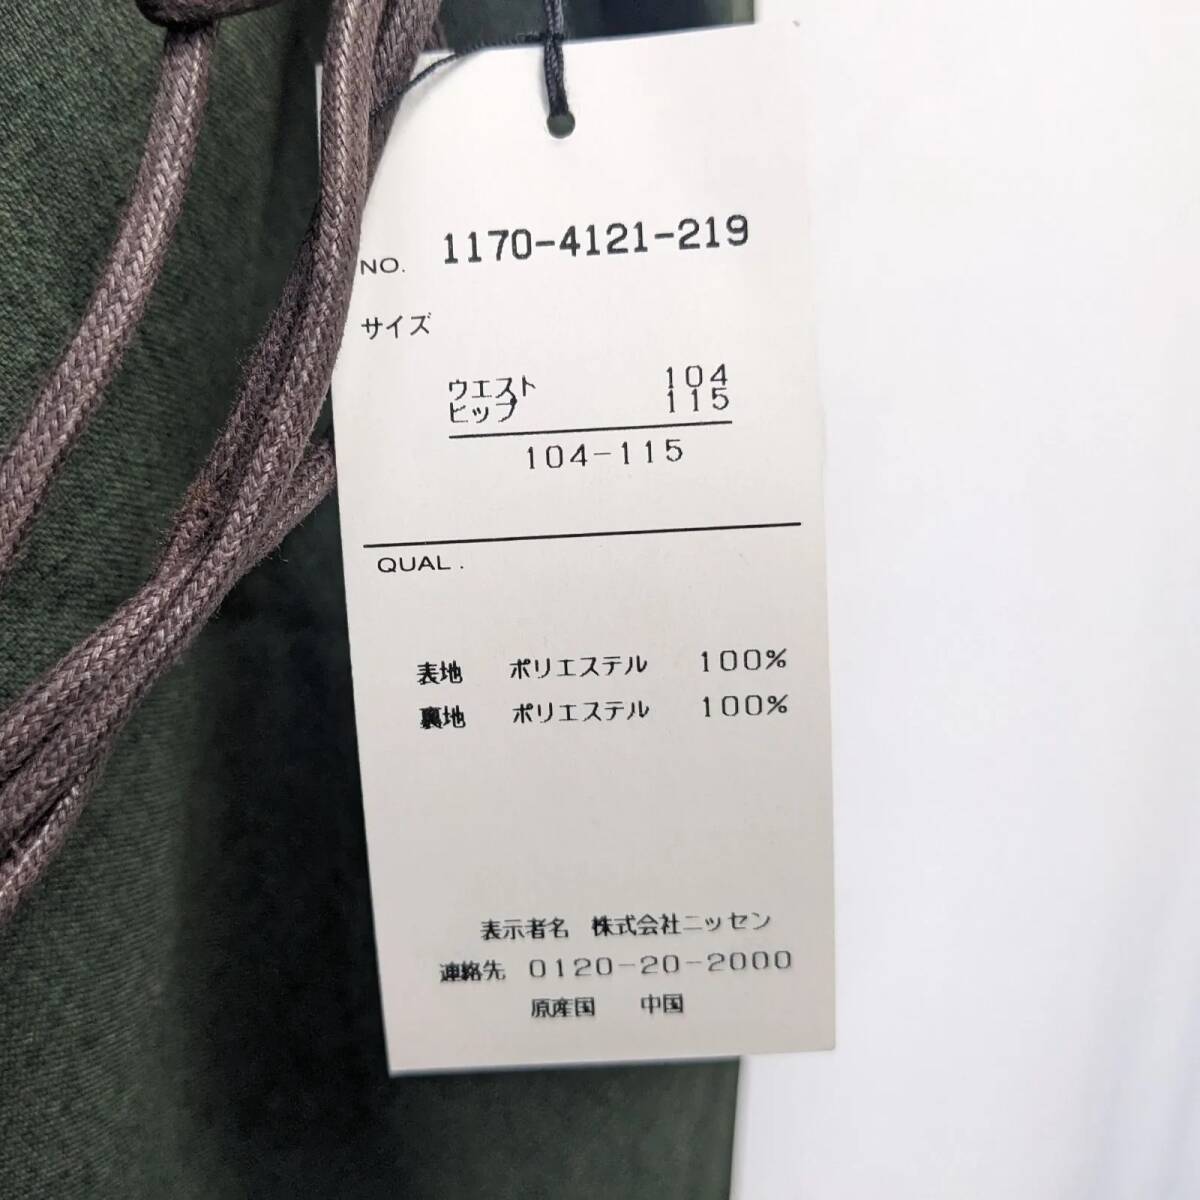 NO. 1170-4121-219
サイズ
ウエスト 104
ヒップ 115
104-115
QUAL.
表地 ポリエステル 100%
裏地 ポリエステル 100%
表示者名 株式会社ニッセン
連絡先 0120-20-2000
原産国 中国